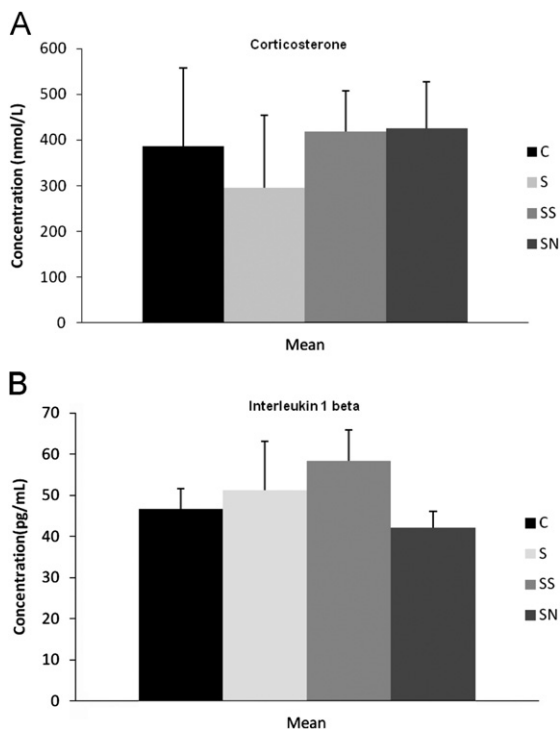 A
Corticosterone
Concentration (nmol/L)
600
500
400
300
200
100
0
Mean
C
S
SS
SN
B
Interleukin 1 beta
Concentration(pg/mL)
70
60
50
40
30
20
10
0
Mean
C
S
SS
SN